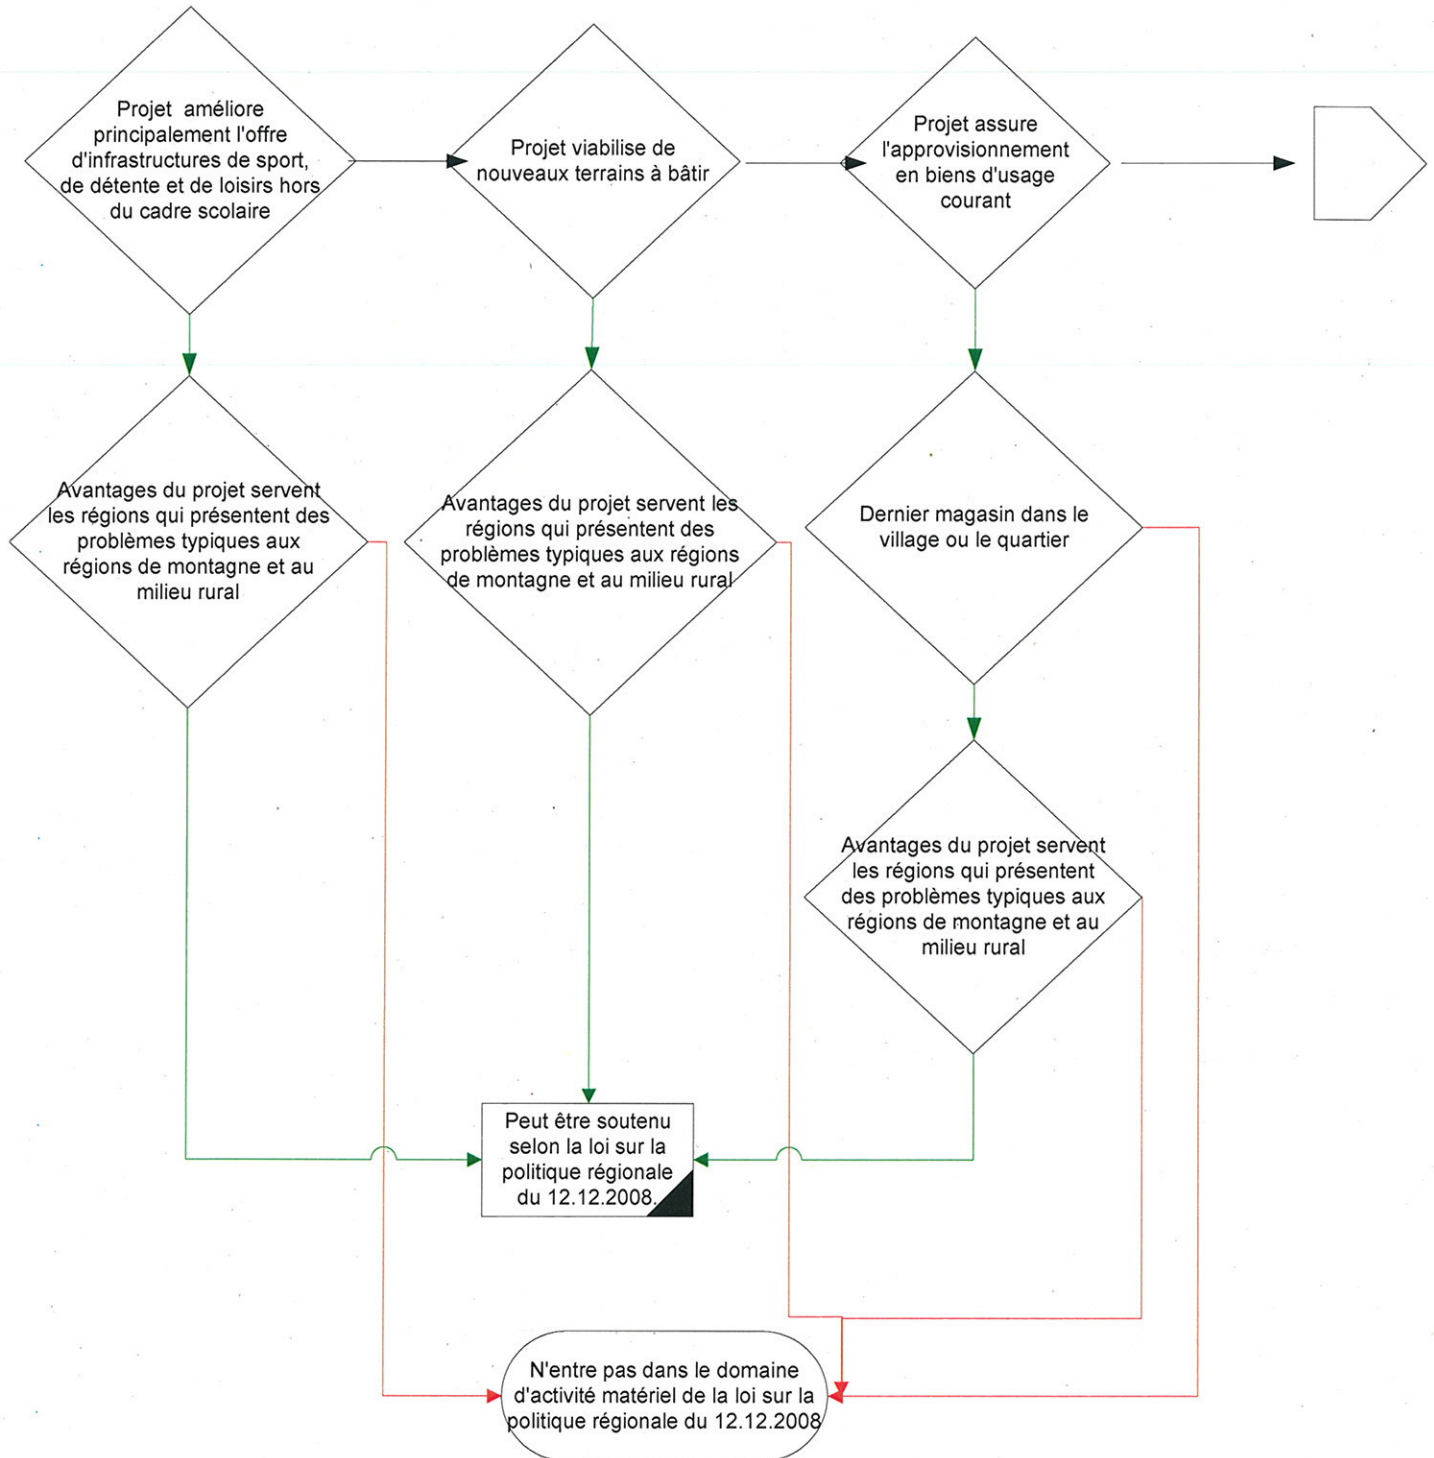 Projet améliore
principalement l'offre
d'infrastructures de sport,
de détente et de loisirs hors
du cadre scolaire
Projet viabilise de
nouveaux terrains à bâtir
Projet assure
l'approvisionnement
en biens d'usage
courant
Avantages du projet servent
les régions qui présentent des
problèmes typiques aux
régions de montagne et au
milieu rural
Avantages du projet servent les
régions qui présentent des
problèmes typiques aux régions
de montagne et au milieu rural
Dernier magasin dans le
village ou le quartier
Avantages du projet servent
les régions qui présentent
des problèmes typiques aux
régions de montagne et au
milieu rural
Peut être soutenu
selon la loi sur la
politique régionale
du 12.12.2008.
N'entre pas dans le domaine
d'activité matériel de la loi sur la
politique régionale du 12.12.2008